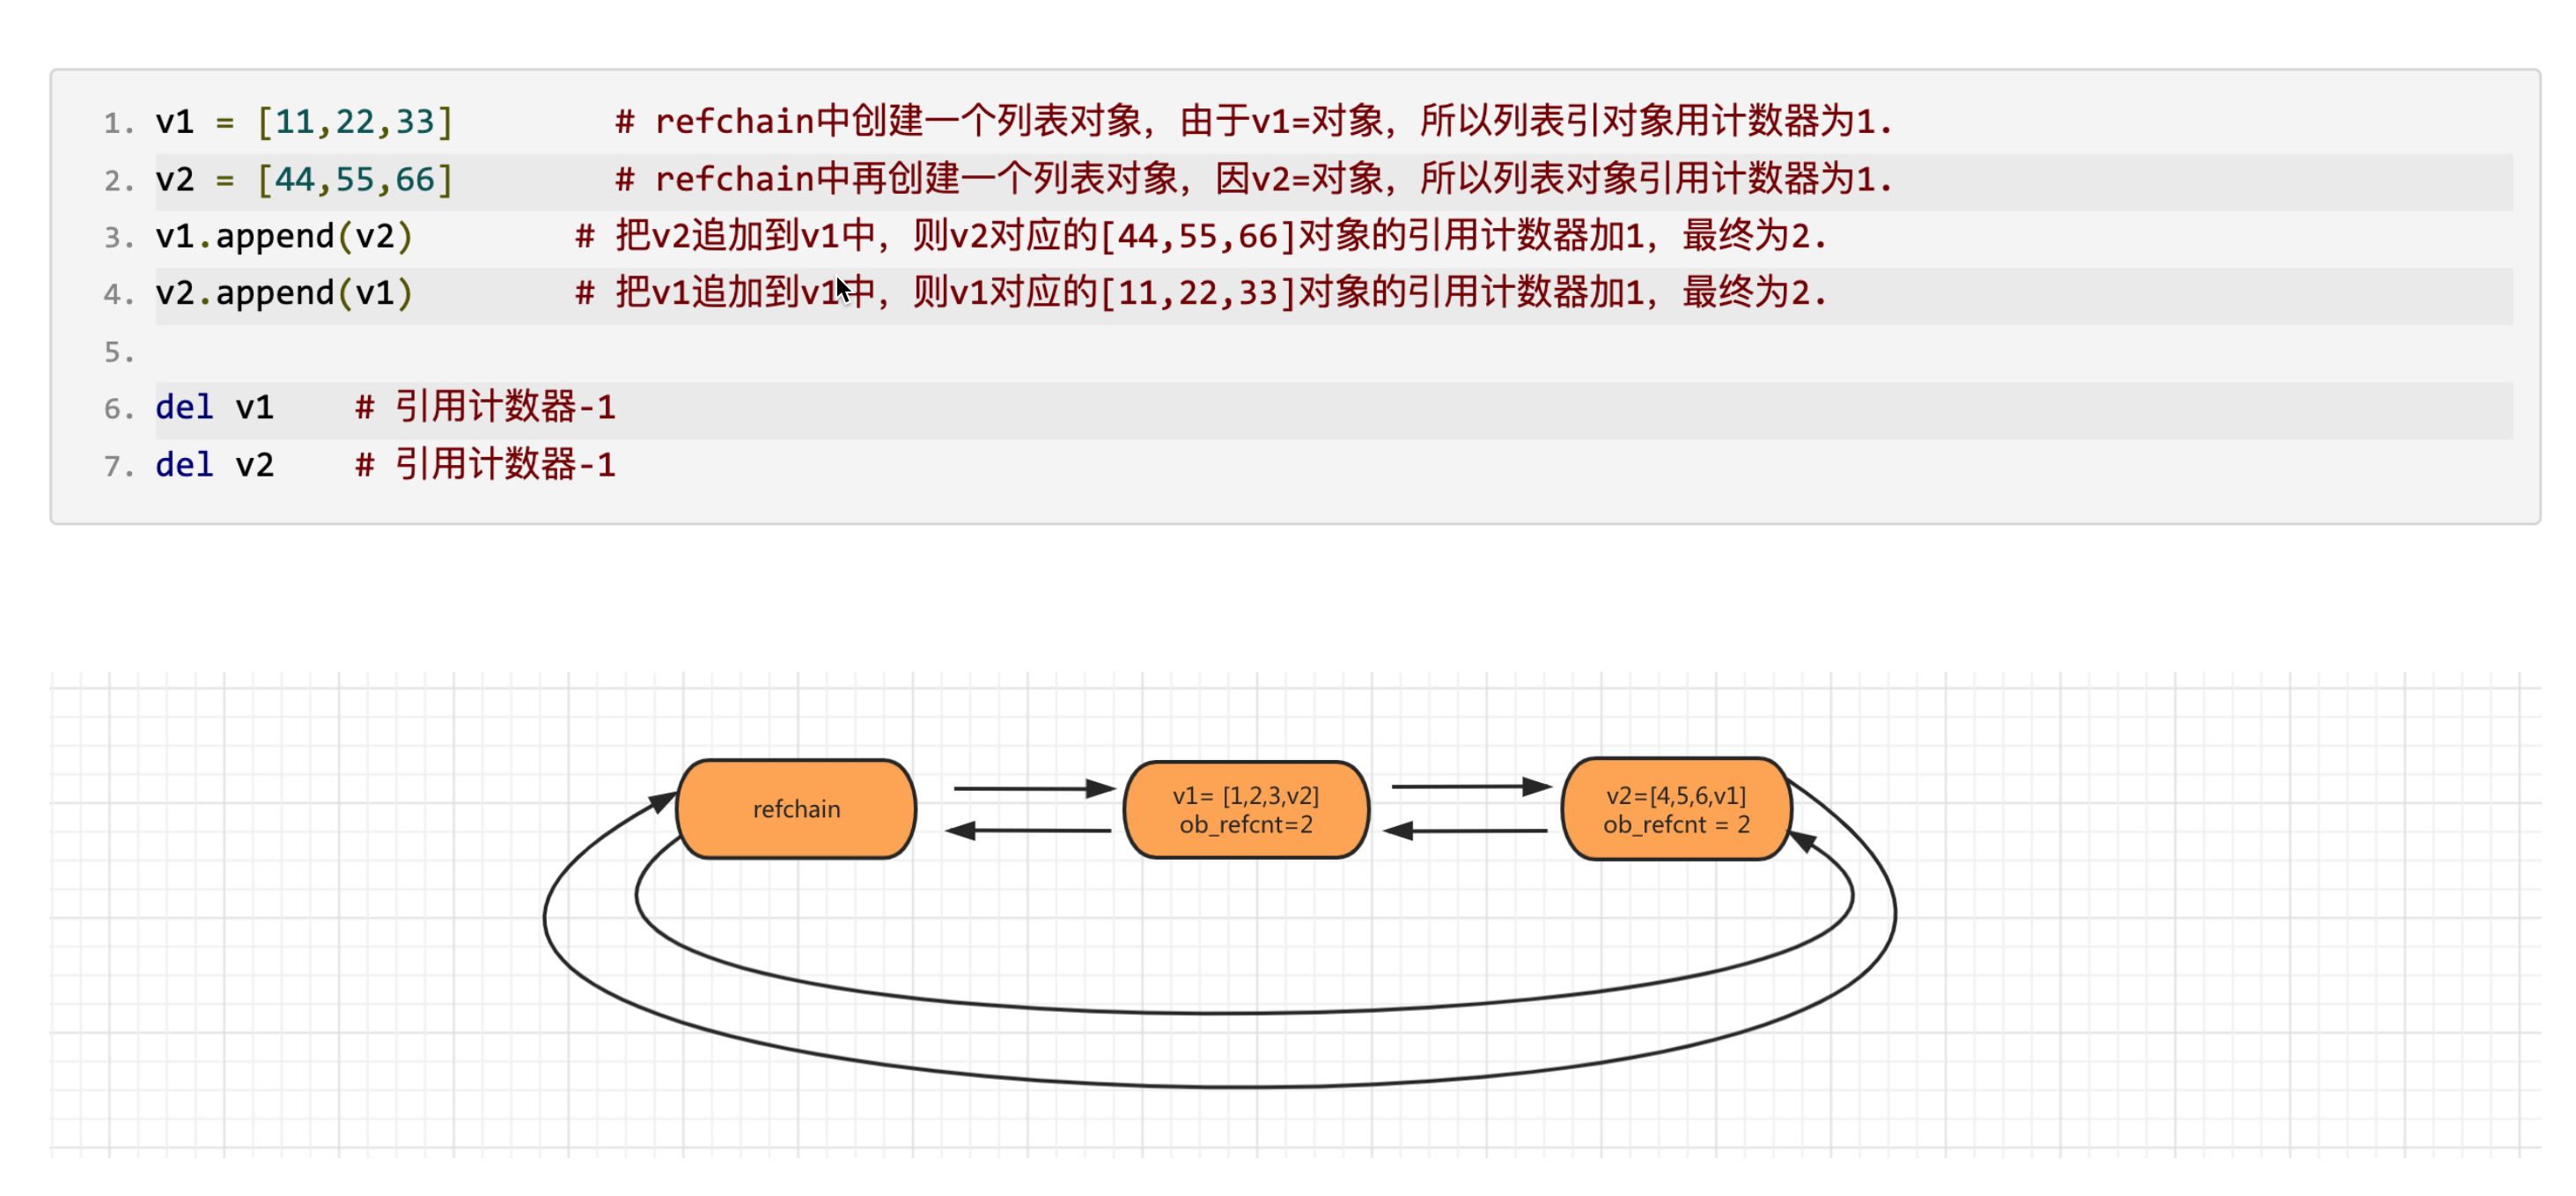 1. v1 = [11,22,33]        # refchain中创建一个列表对象，由于v1=对象，所以列表引对象用计数器为1.
2. v2 = [44,55,66]        # refchain中再创建一个列表对象，因v2=对象，所以列表对象引用计数器为1.
3. v1.append(v2)        # 把v2追加到v1中，则v2对应的[44,55,66]对象的引用计数器加1，最终为2.
4. v2.append(v1)        # 把v1追加到v1中，则v1对应的[11,22,33]对象的引用计数器加1，最终为2.
5.
6. del v1    # 引用计数器-1
7. del v2    # 引用计数器-1
refchain
v1= [1,2,3,v2]
ob_refcnt=2
v2=[4,5,6,v1]
ob_refcnt = 2